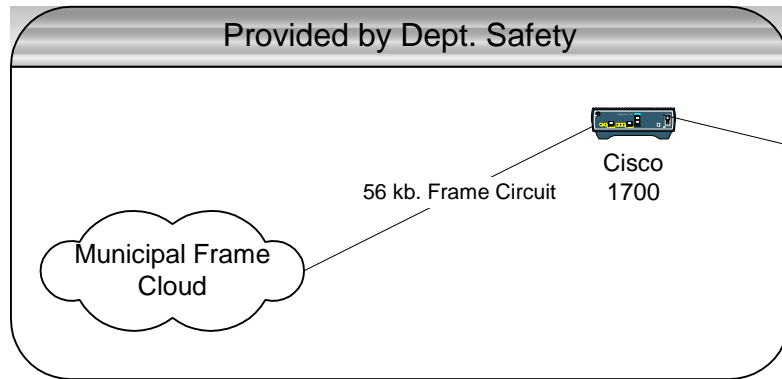 Provided by Dept. Safety
Cisco
1700
56 kb. Frame Circuit
Municipal Frame
Cloud